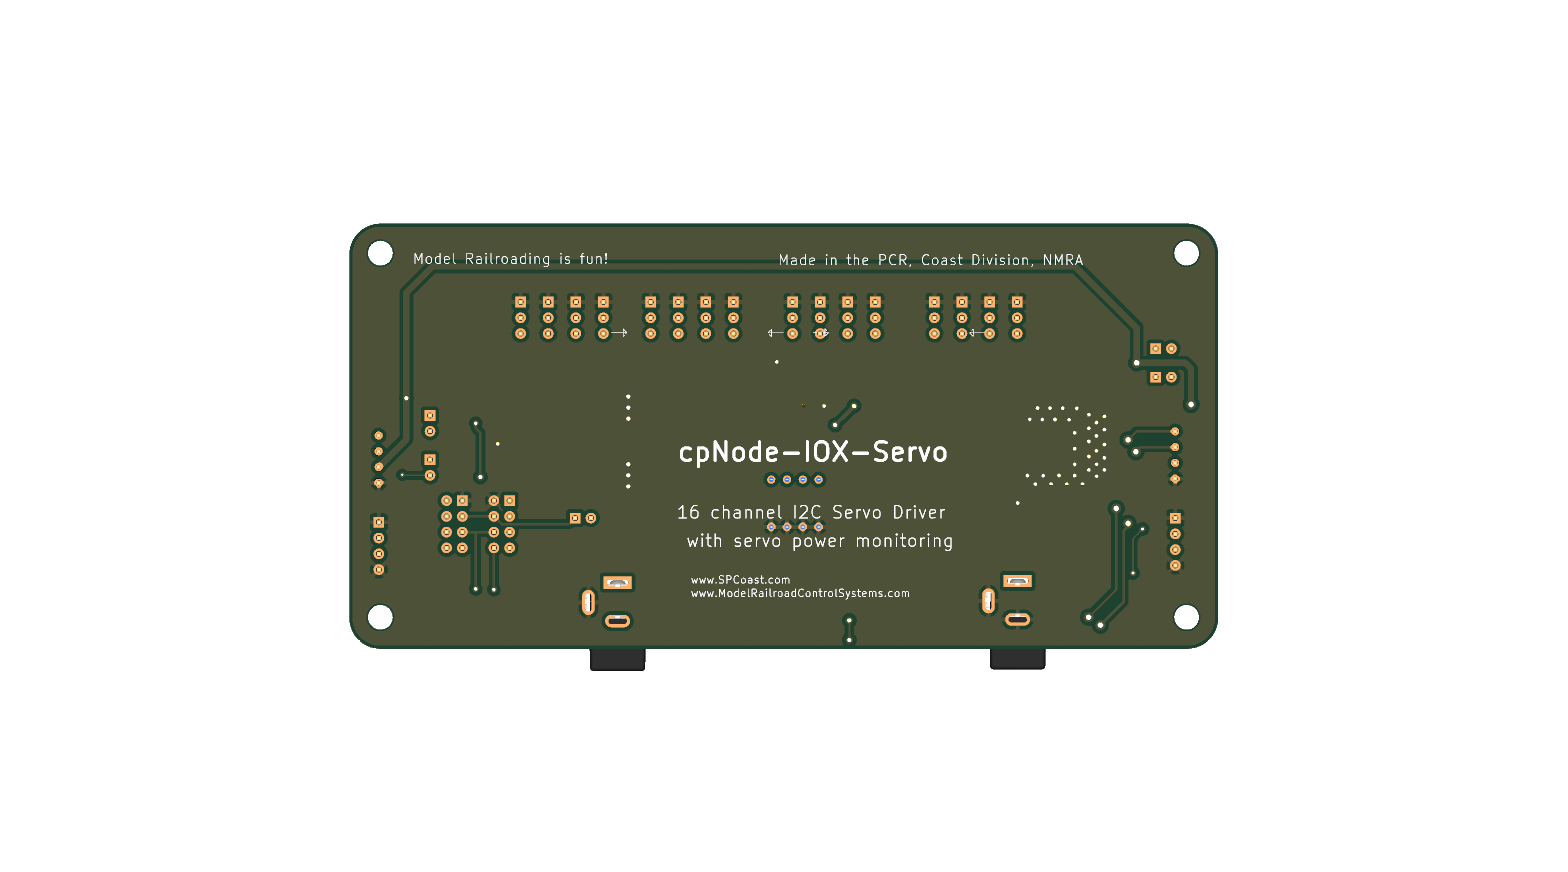 Model Railroading is fun!
Made in the PCR, Coast Division, NMRA
cpNode-IOX-Servo
16 channel I2C Servo Driver
with servo power monitoring
www.SPCoast.com
www.ModelRailroadControlSystems.com